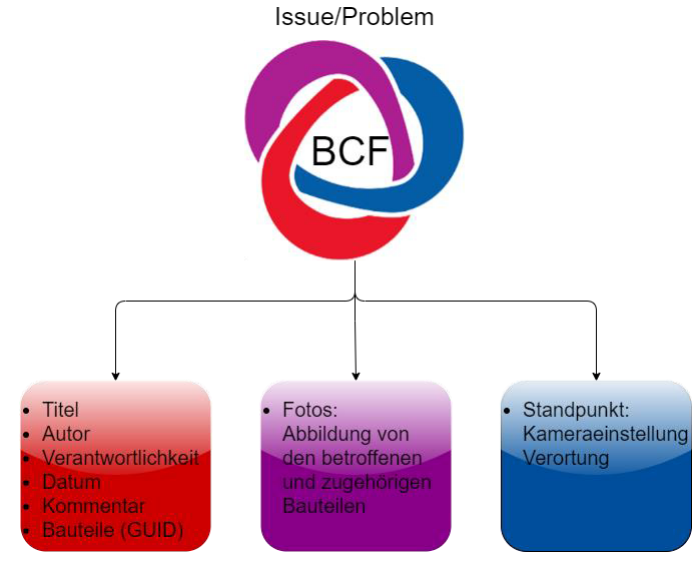 Issue/Problem
BCF
• Titel
• Autor
• Verantwortlichkeit
• Datum
• Kommentar
• Bauteile (GUID)
• Fotos:
Abbildung von
den betroffenen
und zugehörigen
Bauteilen
• Standpunkt:
Kameraeinstellung
Verortung